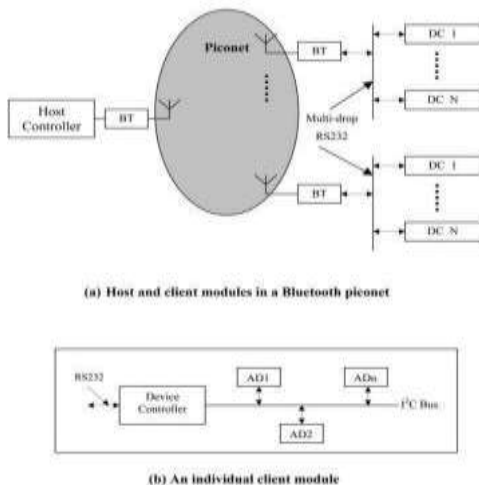 Piconet
BT
DC 1
DC N
Host
Controller
BT
Multi-drop
RS232
BT
DC 1
DC N
(a) Host and client modules in a Bluetooth piconet
RS232
Device
Controller
AD1
ADn
AD2
I²C Bus
(b) An individual client module